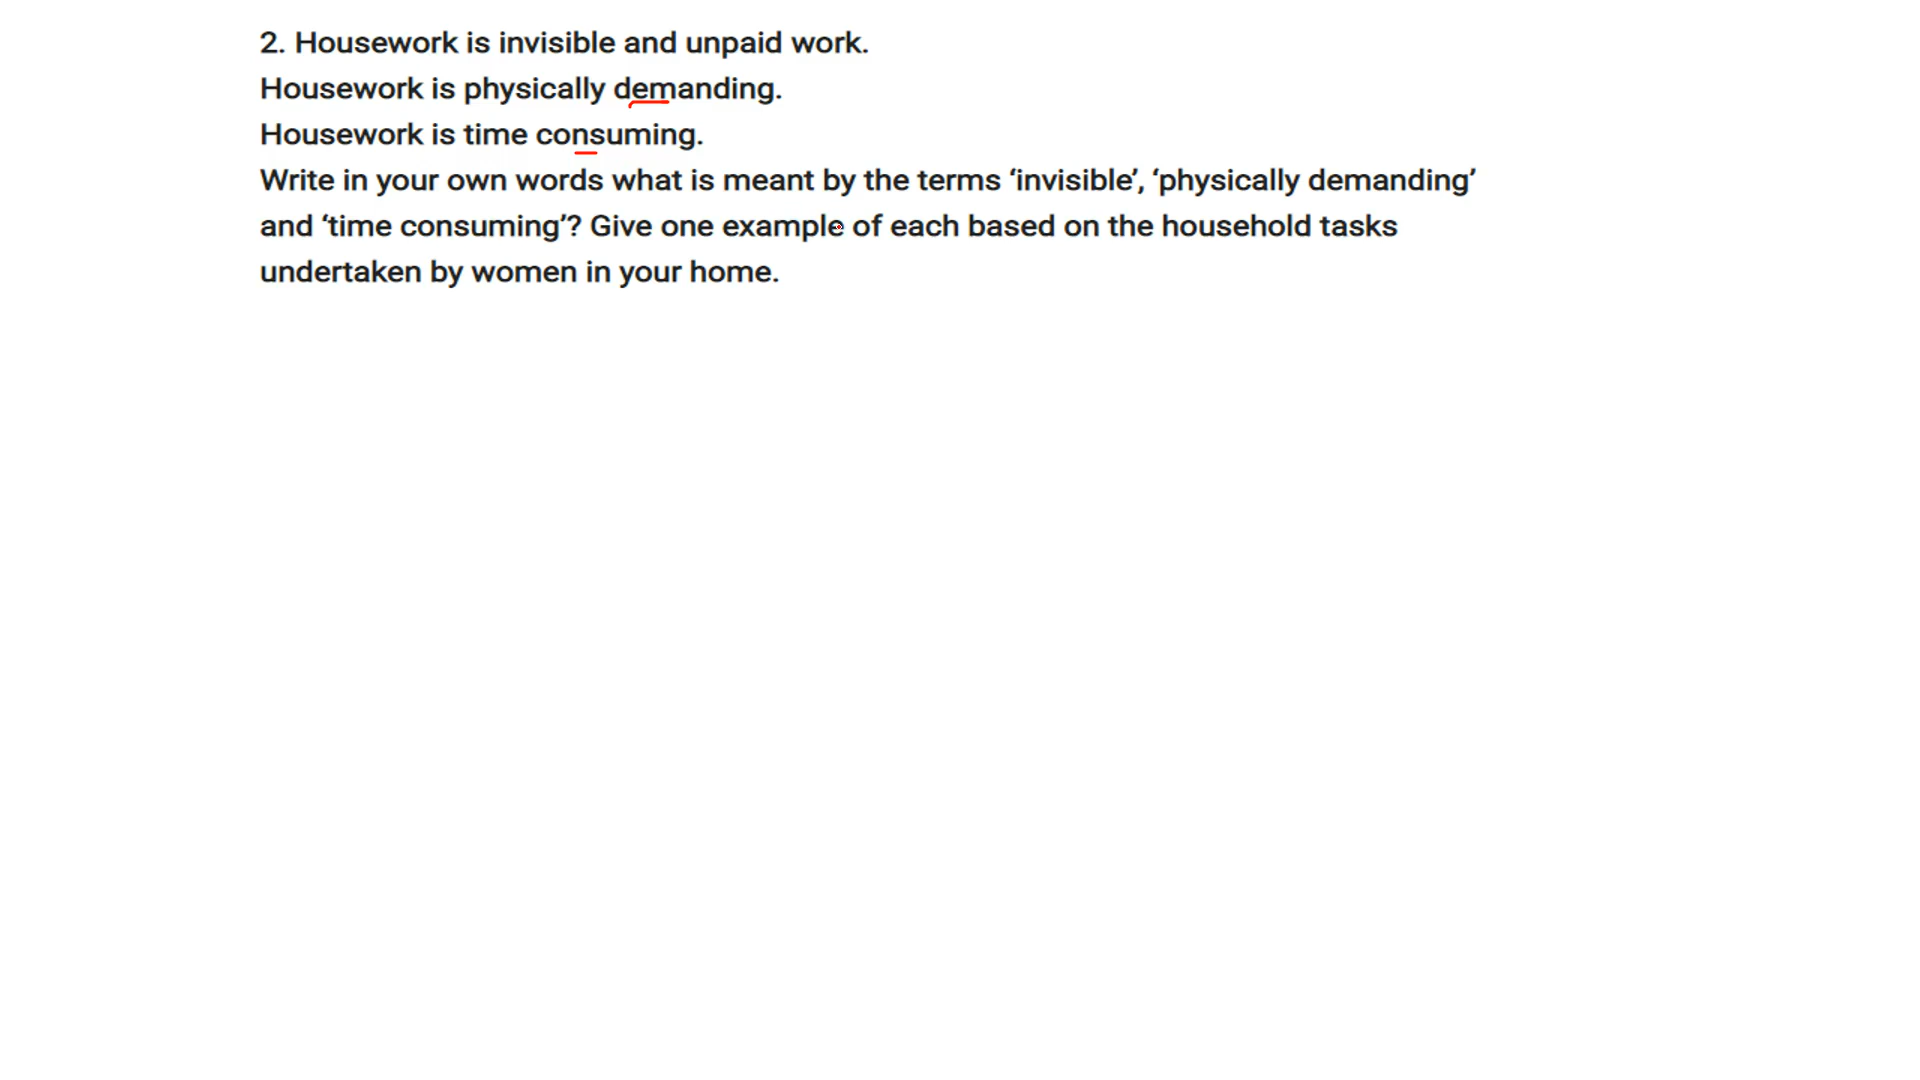 2. Housework is invisible and unpaid work.
Housework is physically demanding.
Housework is time consuming.
Write in your own words what is meant by the terms ‘invisible’, ‘physically demanding’
and ‘time consuming’? Give one example of each based on the household tasks
undertaken by women in your home.